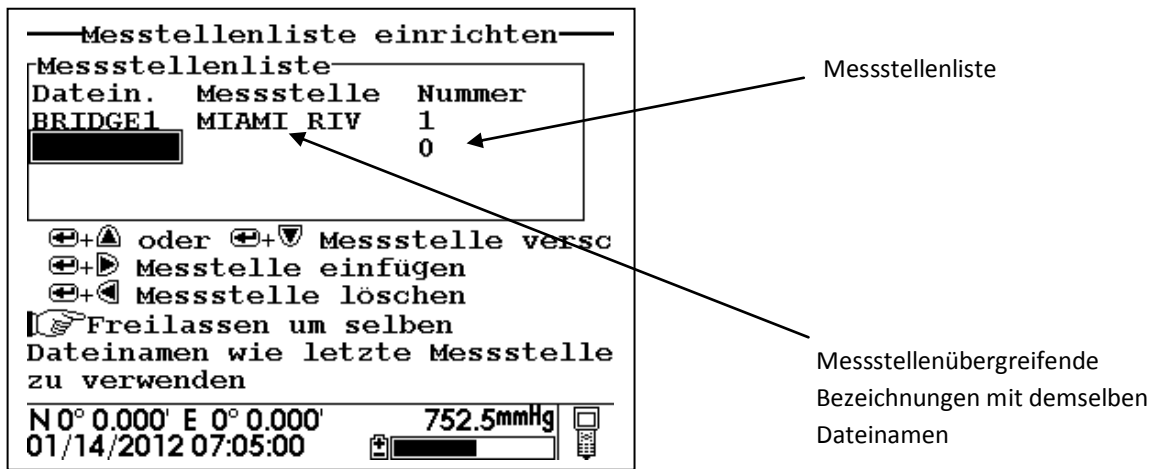 Messtellenliste einrichten
Messstellenliste
Datein. Messstelle Nummer
BRIDGE1 MIAMI RIV 1
0
+ oder + Messstelle versc
+ Messtelle einfügen
+ Messstelle löschen
Freilassen um selben
Dateinamen wie letzte Messstelle
zu verwenden
N 0° 0.000' E 0° 0.000' 752.5mmHg
01/14/2012 07:05:00
Messstellenliste
Messstellenübergreifende
Bezeichnungen mit demselben
Dateinamen